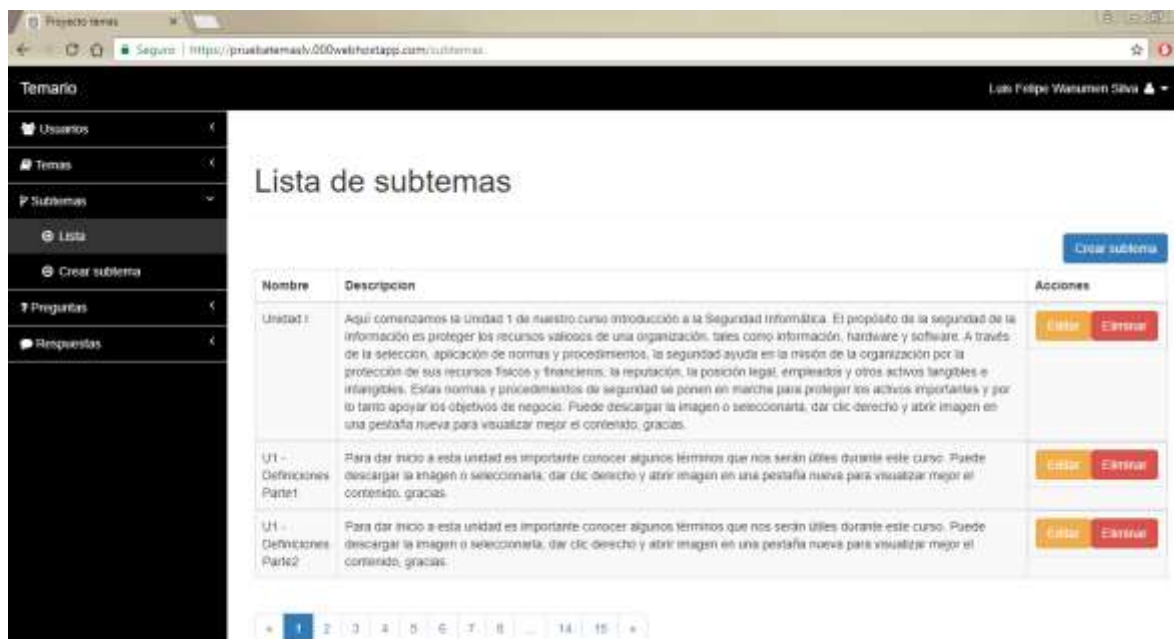 Proyecto temas
Seguro | https://pruebatemaslv.000webhostapp.com/subtemas
Temario
Luis Felipe Wanumen Silva
Usuarios
Temas
Subtemas
Lista
Crear subtema
Preguntas
Respuestas
Lista de subtemas
Crear subtema
Nombre Descripcion Acciones
Unidad I
Aquí comenzamos la Unidad 1 de nuestro curso Introducción a la Seguridad Informática. El propósito de la seguridad de la
información es proteger los recursos valiosos de una organización, tales como información, hardware y software. A través
de la selección, aplicación de normas y procedimientos, la seguridad ayuda en la misión de la organización por la
protección de sus recursos físicos y financieros, la reputación, la posición legal, empleados y otros activos tangibles e
intangibles. Estas normas y procedimientos de seguridad se ponen en marcha para proteger los activos importantes y por
lo tanto apoyar los objetivos de negocio. Puede descargar la imagen o seleccionarla, dar clic derecho y abrir imagen en
una pestaña nueva para visualizar mejor el contenido, gracias.
Editar Eliminar
U1 -
Definiciones
Parte1
Para dar inicio a esta unidad es importante conocer algunos términos que nos serán útiles durante este curso. Puede
descargar la imagen o seleccionarla, dar clic derecho y abrir imagen en una pestaña nueva para visualizar mejor el
contenido, gracias.
Editar Eliminar
U1 -
Definiciones
Parte2
Para dar inicio a esta unidad es importante conocer algunos términos que nos serán útiles durante este curso. Puede
descargar la imagen o seleccionarla, dar clic derecho y abrir imagen en una pestaña nueva para visualizar mejor el
contenido, gracias.
Editar Eliminar
« 1 2 3 4 5 6 7 8 ... 14 15 »